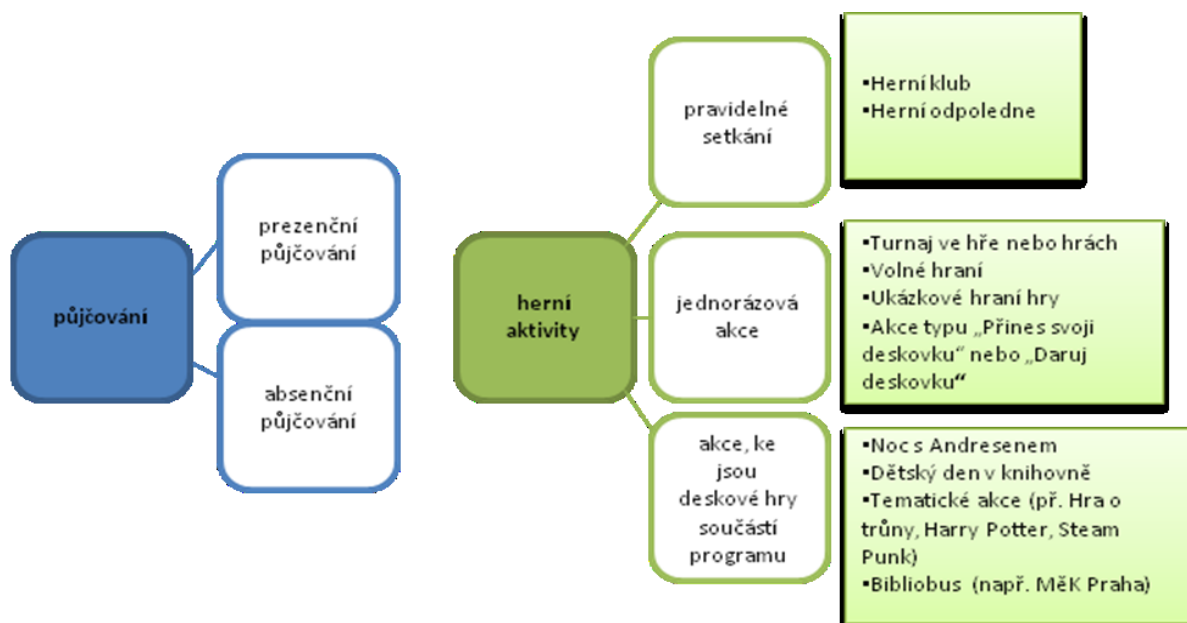 půjčování
prezenční
půjčování
absenční
půjčování
herní
aktivity
pravidelné
setkání
▪Herní klub
▪Herní odpoledne
jednorázová
akce
▪Turnaj ve hře nebo hrách
▪Volné hraní
▪Ukázkové hraní hry
▪Akce typu „Přines svoji
deskovku“ nebo „Daruj
deskovku“
akce, ke
jsou
deskové hry
součástí
programu
▪Noc s Andresenem
▪Dětský den v knihovně
▪Tematické akce (př. Hra o
trůny, Harry Potter, Steam
Punk)
▪Bibliobus (např. MěK Praha)